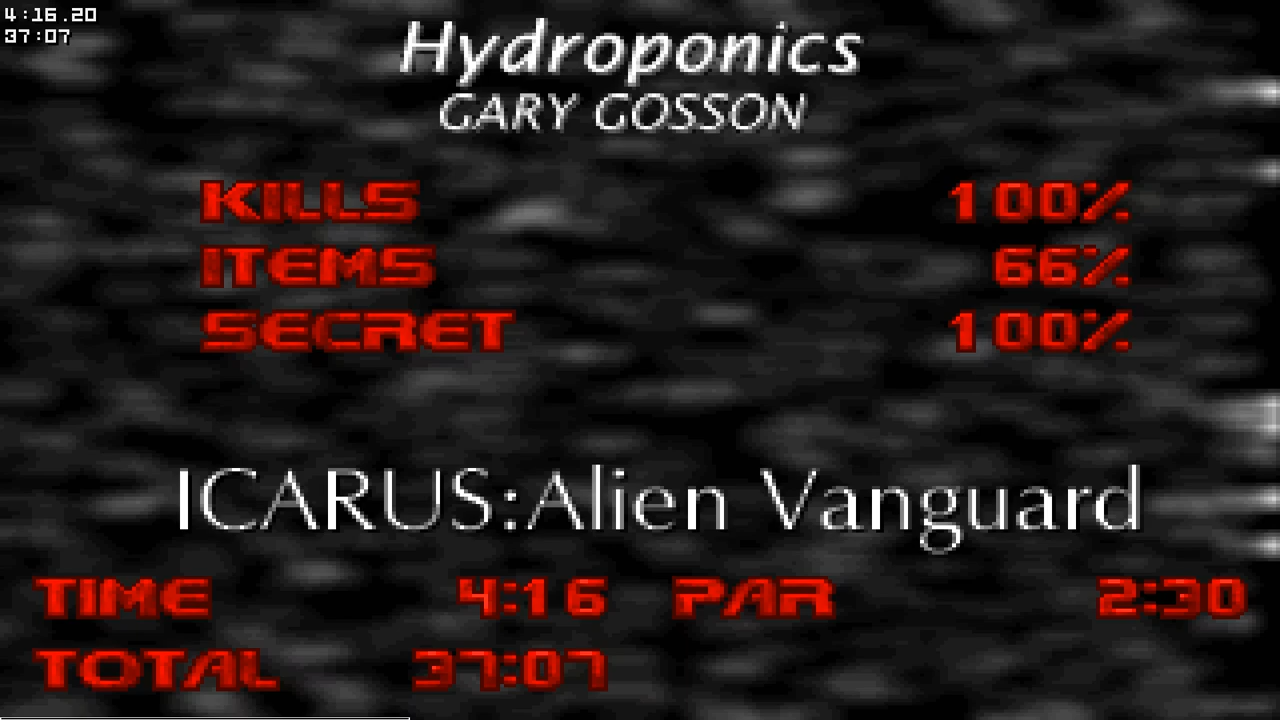 4:16.20
37:07
Hydroponics
GARY GOSSON
KILLS 100%
ITEMS 66%
SECRET 100%
ICARUS:Alien Vanguard
TIME 4:16 PAR 2:30
TOTAL 37:07